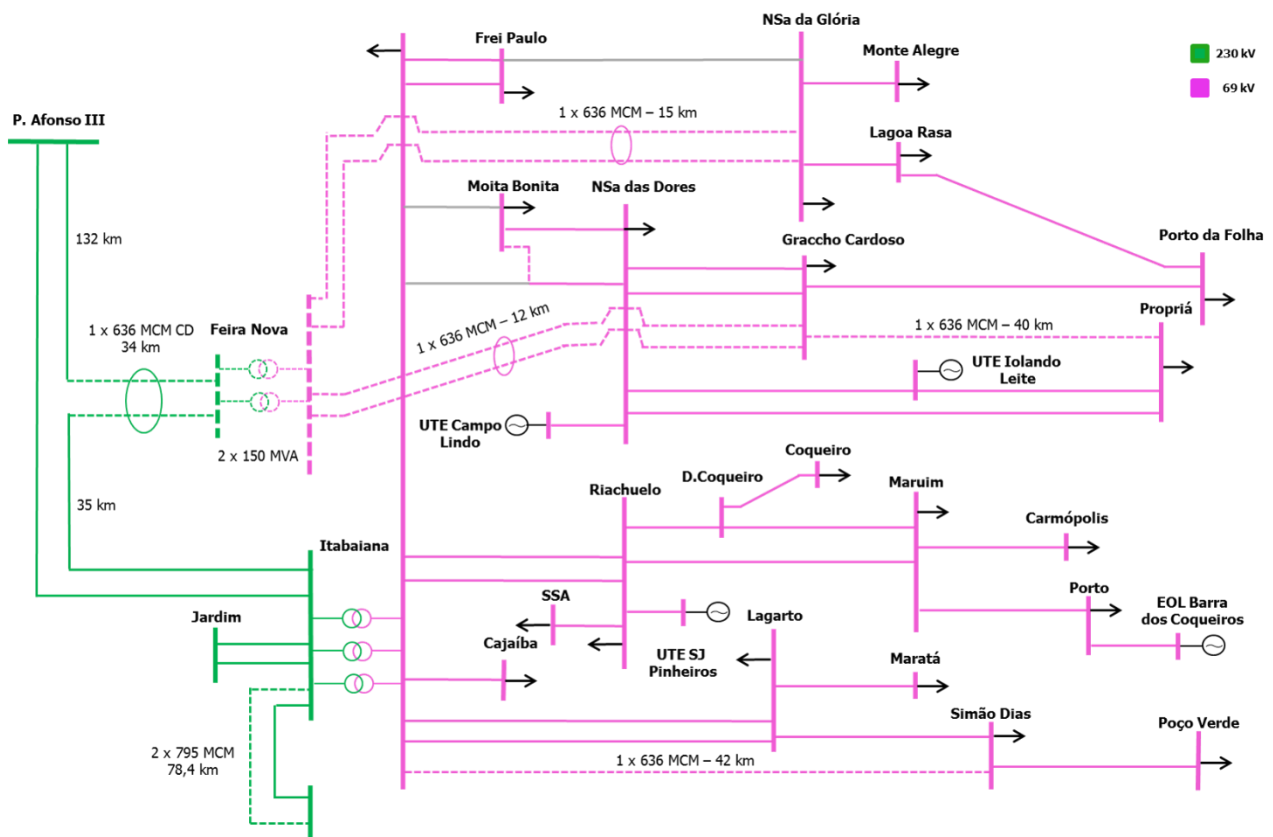 NSa da Glória
Frei Paulo
Monte Alegre
230 kV
69 kV
P. Afonso III
1 x 636 MCM – 15 km
Lagoa Rasa
Moita Bonita
NSa das Dores
132 km
Graccho Cardoso
Porto da Folha
Propriá
1 x 636 MCM CD
34 km
Feira Nova
1 x 636 MCM – 12 km
1 x 636 MCM – 40 km
UTE Iolando
Leite
UTE Campo
Lindo
2 x 150 MVA
Coqueiro
D.Coqueiro
Riachuelo
Maruim
35 km
Carmópolis
Itabaiana
Jardim
SSA
Porto
EOL Barra
dos Coqueiros
Lagarto
Cajaíba
UTE SJ
Pinheiros
Maratá
Simão Dias
Poço Verde
2 x 795 MCM
78,4 km
1 x 636 MCM – 42 km